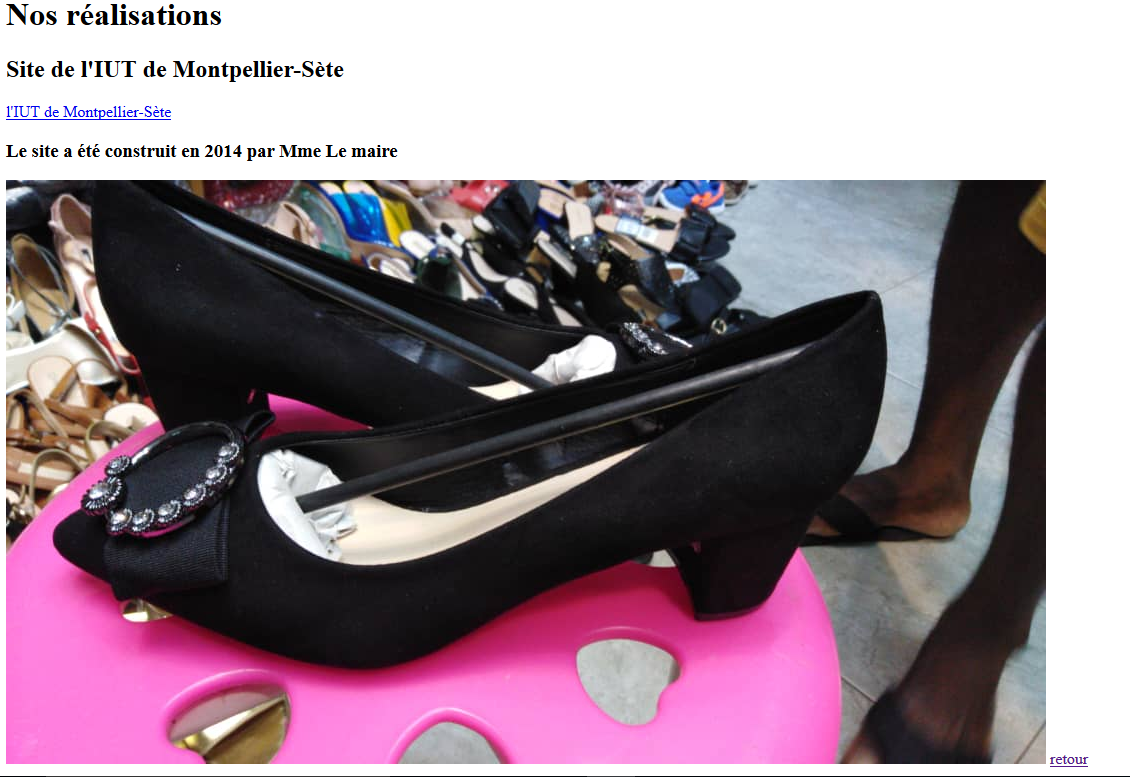 Nos réalisations
Site de l'IUT de Montpellier-Sète
l'IUT de Montpellier-Sète
Le site a été construit en 2014 par Mme Le maire
retour